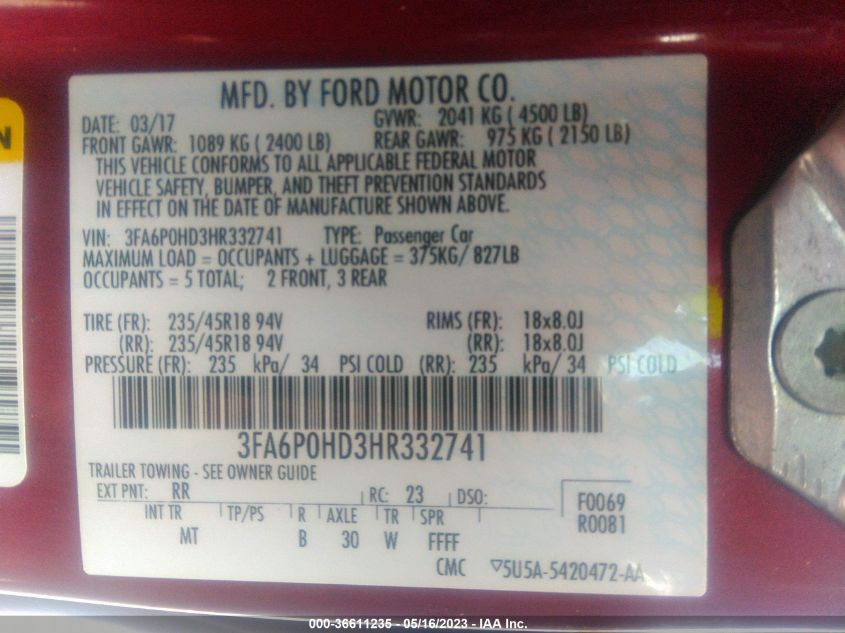 MFD. BY FORD MOTOR CO.
DATE: 03/17 GVWR: 2041 KG ( 4500 LB)
FRONT GAWR: 1089 KG ( 2400 LB) REAR GAWR: 975 KG ( 2150 LB)
THIS VEHICLE CONFORMS TO ALL APPLICABLE FEDERAL MOTOR
VEHICLE SAFETY, BUMPER, AND THEFT PREVENTION STANDARDS
IN EFFECT ON THE DATE OF MANUFACTURE SHOWN ABOVE.
VIN: 3FA6P0HD3HR332741 TYPE: Passenger Car
MAXIMUM LOAD = OCCUPANTS + LUGGAGE = 375KG/ 827LB
OCCUPANTS = 5 TOTAL; 2 FRONT, 3 REAR
TIRE (FR): 235/45R18 94V RIMS (FR): 18x8.0J
(RR): 235/45R18 94V (RR): 18x8.0J
PRESSURE (FR): 235 kPa/ 34 PSI COLD (RR): 235 kPa/ 34 PSI COLD
3FA6P0HD3HR332741
TRAILER TOWING - SEE OWNER GUIDE
EXT PNT: RR RC: 23 DSO: F0069
INT TR TP/PS R AXLE TR SPR R0081
MT B 30 W FFFF
CMC ▽5U5A-5420472-AA
000-36611235 - 05/16/2023 - IAA Inc.